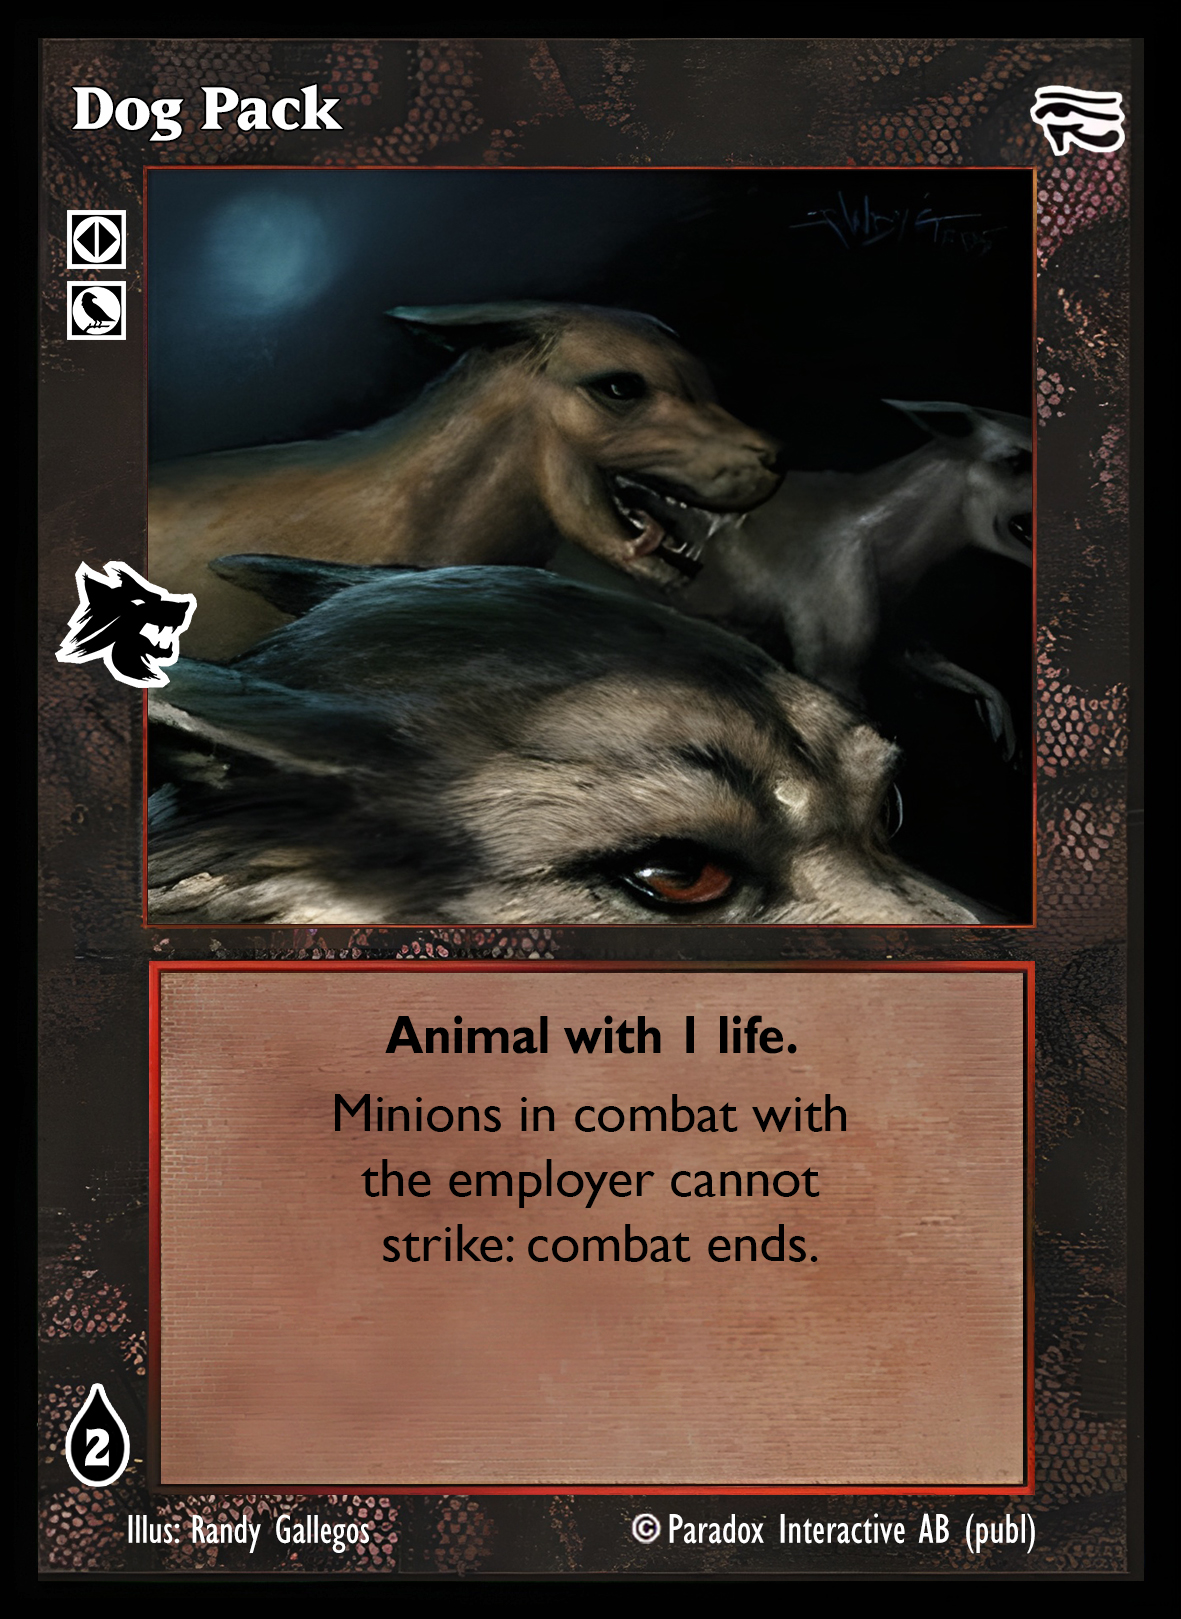 Dog Pack
Animal with 1 life.
Minions in combat with
the employer cannot
strike: combat ends.
2
Illus: Randy Gallegos
© Paradox Interactive AB (publ)